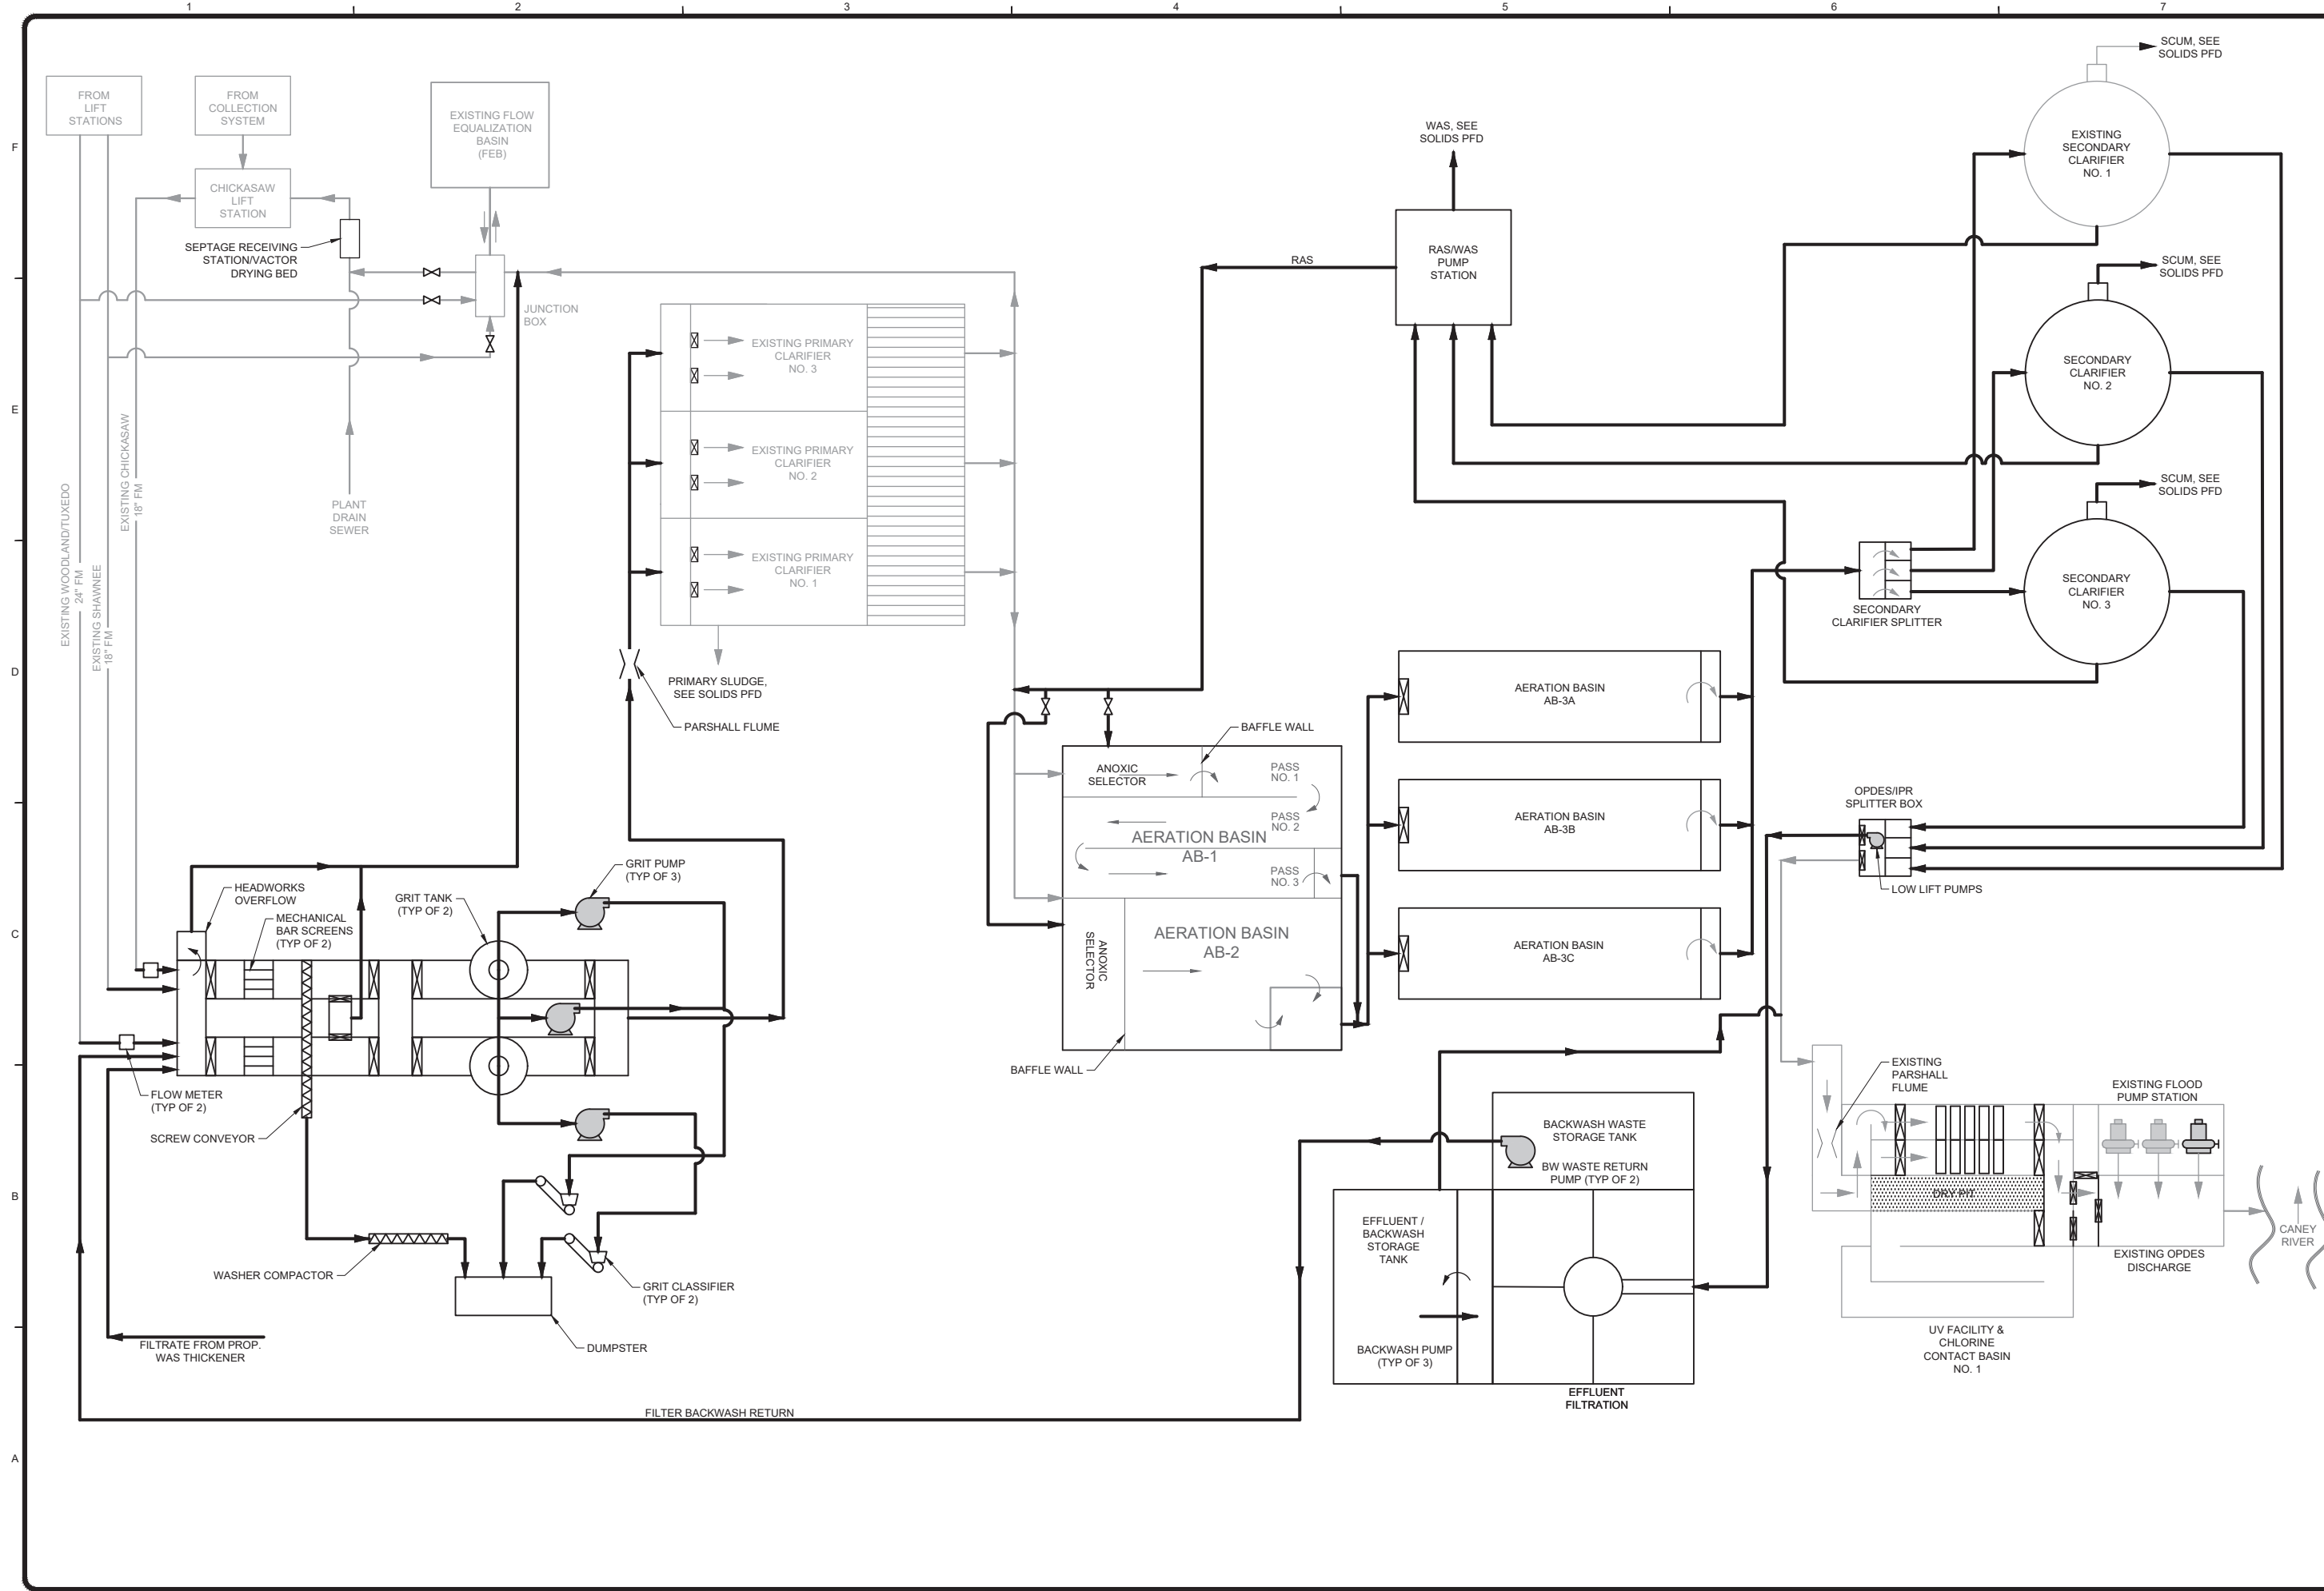 1
2
3
4
5
6
7
F
E
D
C
B
A
FROM
LIFT
STATIONS
FROM
COLLECTION
SYSTEM
CHICKASAW
LIFT
STATION
SEPTAGE RECEIVING
STATION/VACTOR
DRYING BED
EXISTING FLOW
EQUALIZATION
BASIN
(FEB)
JUNCTION
BOX
PLANT
DRAIN
SEWER
EXISTING WOODLAND/TUXEDO
24" FM
EXISTING SHAWNEE
18" FM
EXISTING CHICKASAW
18" FM
EXISTING PRIMARY
CLARIFIER
NO. 3
EXISTING PRIMARY
CLARIFIER
NO. 2
EXISTING PRIMARY
CLARIFIER
NO. 1
PRIMARY SLUDGE,
SEE SOLIDS PFD
PARSHALL FLUME
WAS, SEE
SOLIDS PFD
RAS/WAS
PUMP
STATION
RAS
SCUM, SEE
SOLIDS PFD
EXISTING
SECONDARY
CLARIFIER
NO. 1
SCUM, SEE
SOLIDS PFD
SECONDARY
CLARIFIER
NO. 2
SCUM, SEE
SOLIDS PFD
SECONDARY
CLARIFIER
NO. 3
SECONDARY
CLARIFIER SPLITTER
BAFFLE WALL
ANOXIC
SELECTOR
PASS
NO. 1
PASS
NO. 2
AERATION BASIN
AB-1
PASS
NO. 3
AERATION BASIN
AB-2
ANOXIC
SELECTOR
BAFFLE WALL
AERATION BASIN
AB-3A
AERATION BASIN
AB-3B
AERATION BASIN
AB-3C
OPDES/IPR
SPLITTER BOX
LOW LIFT PUMPS
HEADWORKS
OVERFLOW
MECHANICAL
BAR SCREENS
(TYP OF 2)
GRIT TANK
(TYP OF 2)
GRIT PUMP
(TYP OF 3)
FLOW METER
(TYP OF 2)
SCREW CONVEYOR
WASHER COMPACTOR
GRIT CLASSIFIER
(TYP OF 2)
DUMPSTER
FILTRATE FROM PROP.
WAS THICKENER
FILTER BACKWASH RETURN
BACKWASH WASTE
STORAGE TANK
BW WASTE RETURN
PUMP (TYP OF 2)
EFFLUENT /
BACKWASH
STORAGE
TANK
BACKWASH PUMP
(TYP OF 3)
EFFLUENT
FILTRATION
EXISTING
PARSHALL
FLUME
EXISTING FLOOD
PUMP STATION
DRY PIT
EXISTING OPDES
DISCHARGE
CANEY
RIVER
UV FACILITY &
CHLORINE
CONTACT BASIN
NO. 1